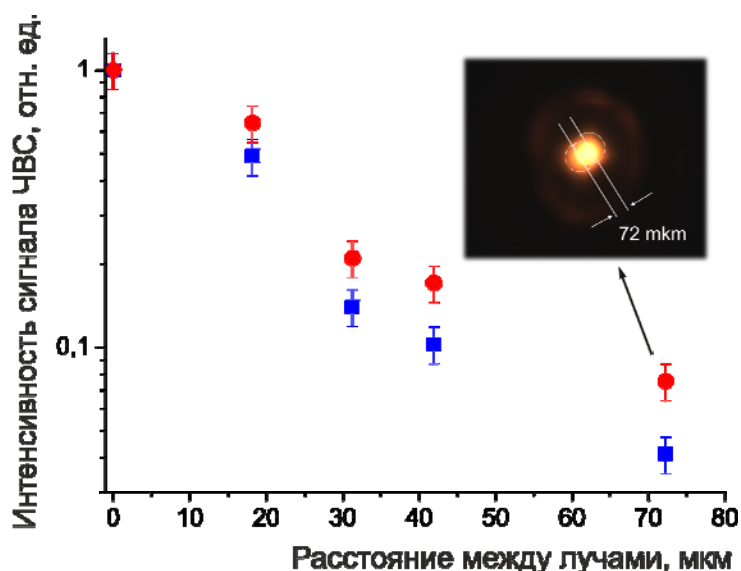 Интенсивность сигнала ЧВС, отн. ед.
1
0,1
72 mkm
0 10 20 30 40 50 60 70 80
Расстояние между лучами, мкм